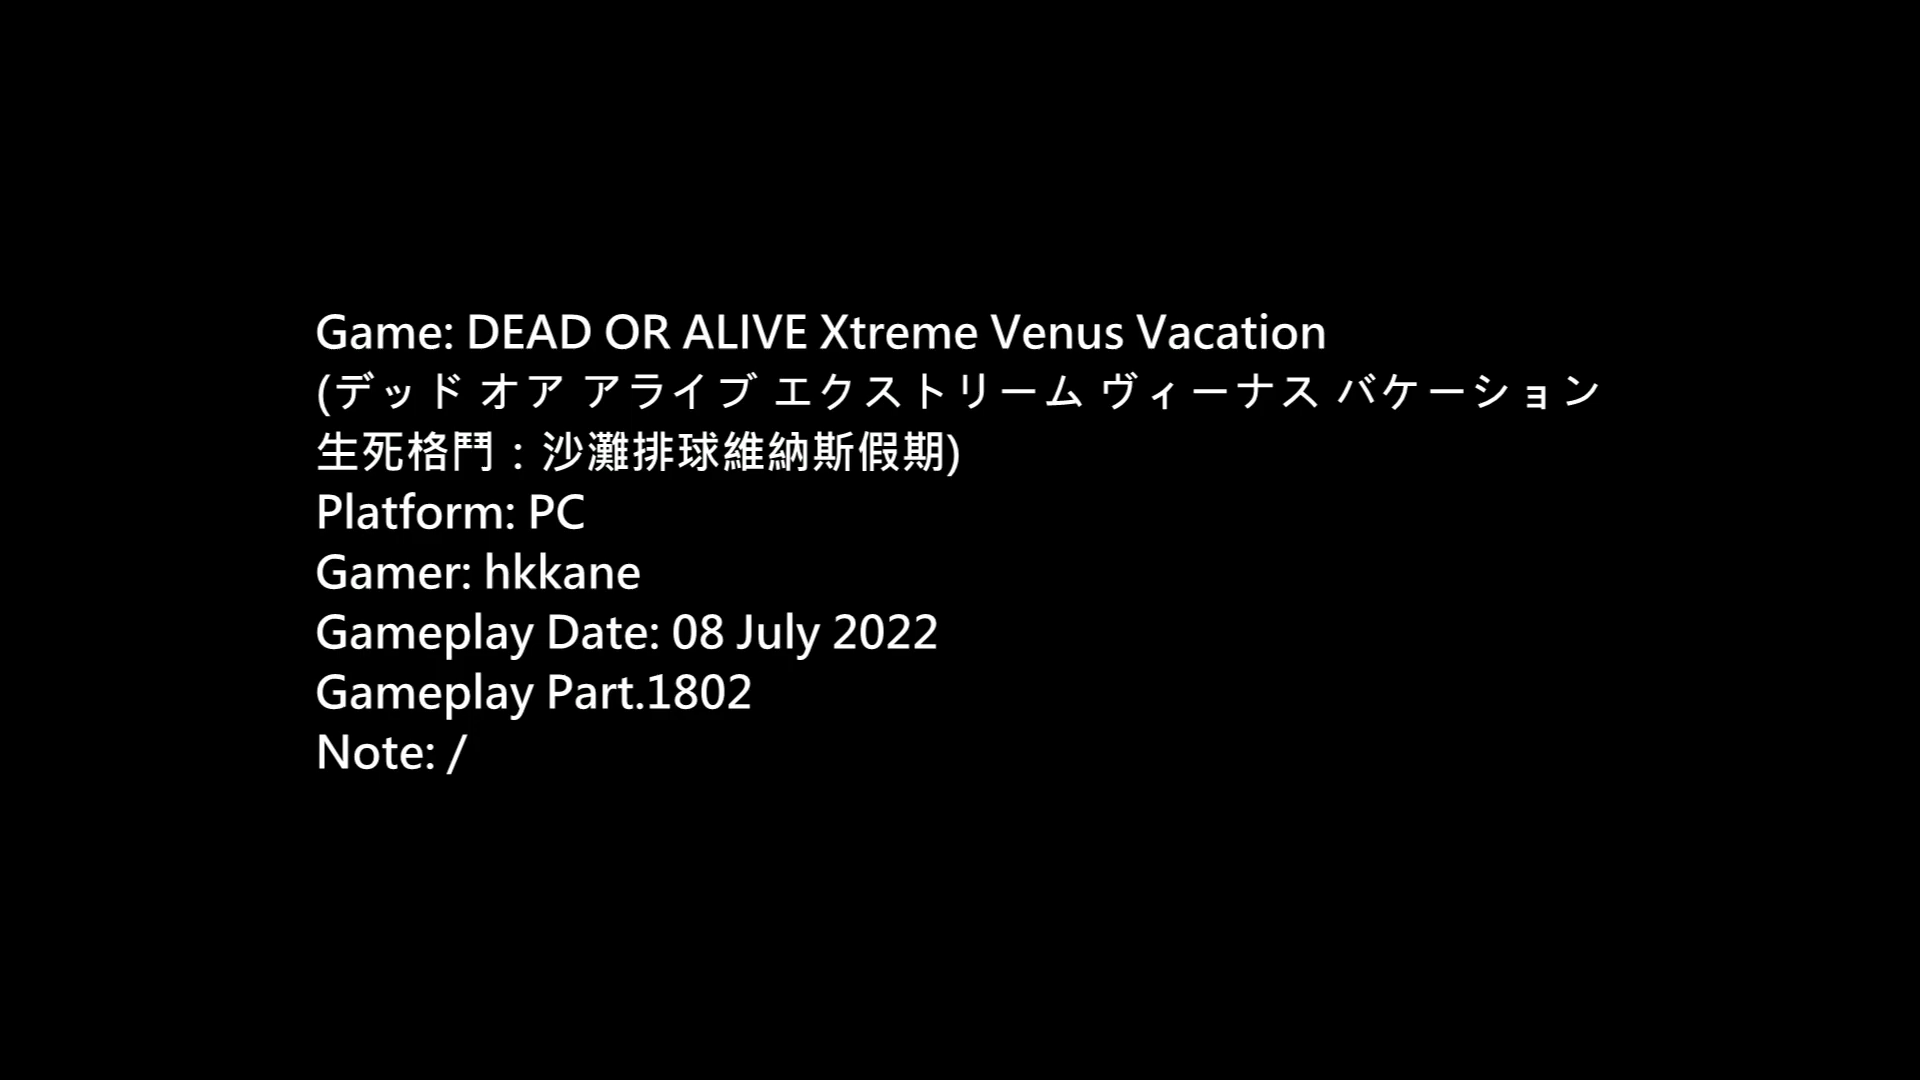 Game: DEAD OR ALIVE Xtreme Venus Vacation
(デッド オア アライブ エクストリーム ヴィーナス バケーション
生死格鬥：沙灘排球維納斯假期)
Platform: PC
Gamer: hkkane
Gameplay Date: 08 July 2022
Gameplay Part.1802
Note: /